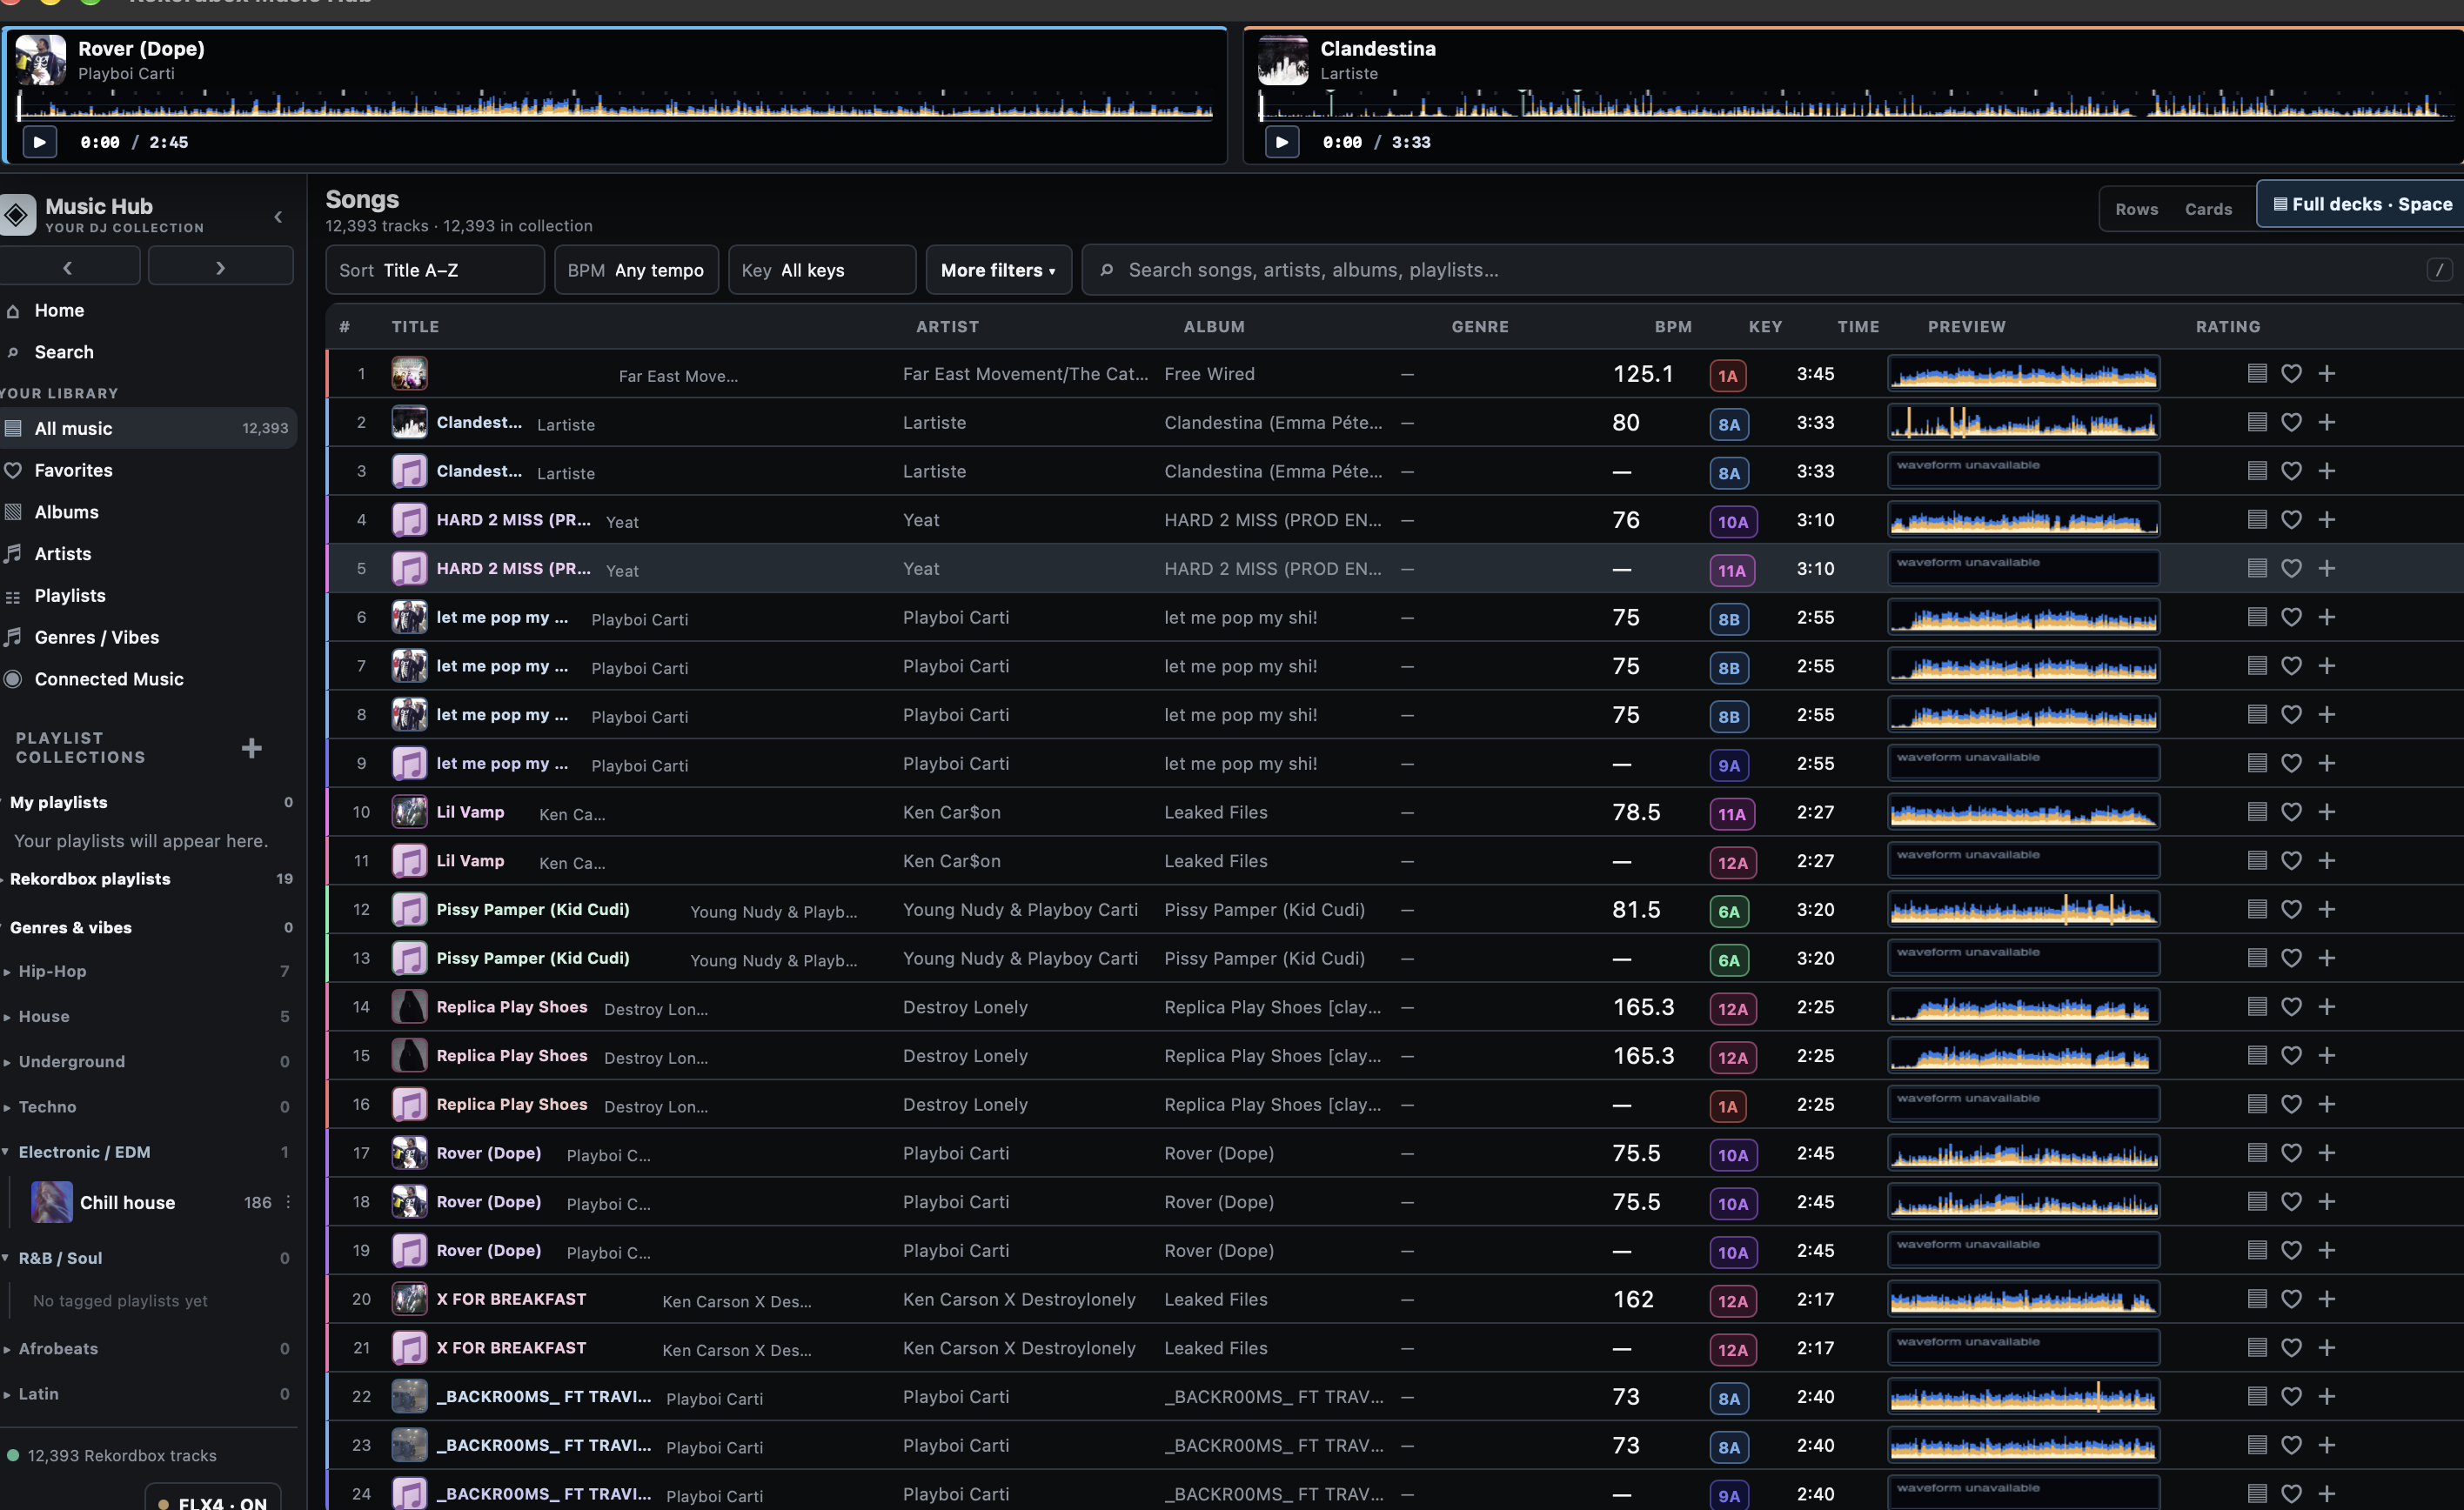 Rekordbox Music Hub
Rover (Dope)
Playboi Carti
0:00 / 2:45
Clandestina
Lartiste
0:00 / 3:33
Music Hub
YOUR DJ COLLECTION
Home
Search
YOUR LIBRARY
All music 12,393
Favorites
Albums
Artists
Playlists
Genres / Vibes
Connected Music
PLAYLIST COLLECTIONS
My playlists 0
Your playlists will appear here.
Rekordbox playlists 19
Genres & vibes 0
Hip-Hop 7
House 5
Underground 0
Techno 0
Electronic / EDM 1
Chill house 186
R&B / Soul 0
No tagged playlists yet
Afrobeats 0
Latin 0
12,393 Rekordbox tracks
FLX4 · ON
Songs
12,393 tracks · 12,393 in collection
Rows Cards Full decks · Space
Sort Title A–Z BPM Any tempo Key All keys More filters Search songs, artists, albums, playlists... /
# TITLE ARTIST ALBUM GENRE BPM KEY TIME PREVIEW RATING
1 Far East Move... Far East Movement/The Cat... Free Wired — 125.1 1A 3:45
2 Clandest... Lartiste Lartiste Clandestina (Emma Péte... — 80 8A 3:33
3 Clandest... Lartiste Lartiste Clandestina (Emma Péte... — — 8A 3:33 waveform unavailable
4 HARD 2 MISS (PR... Yeat Yeat HARD 2 MISS (PROD EN... — 76 10A 3:10
5 HARD 2 MISS (PR... Yeat Yeat HARD 2 MISS (PROD EN... — — 11A 3:10 waveform unavailable
6 let me pop my ... Playboi Carti Playboi Carti let me pop my shi! — 75 8B 2:55
7 let me pop my ... Playboi Carti Playboi Carti let me pop my shi! — 75 8B 2:55
8 let me pop my ... Playboi Carti Playboi Carti let me pop my shi! — 75 8B 2:55
9 let me pop my ... Playboi Carti Playboi Carti let me pop my shi! — — 9A 2:55 waveform unavailable
10 Lil Vamp Ken Ca... Ken Car$on Leaked Files — 78.5 11A 2:27
11 Lil Vamp Ken Ca... Ken Car$on Leaked Files — — 12A 2:27 waveform unavailable
12 Pissy Pamper (Kid Cudi) Young Nudy & Playb... Young Nudy & Playboy Carti Pissy Pamper (Kid Cudi) — 81.5 6A 3:20
13 Pissy Pamper (Kid Cudi) Young Nudy & Playb... Young Nudy & Playboy Carti Pissy Pamper (Kid Cudi) — — 6A 3:20 waveform unavailable
14 Replica Play Shoes Destroy Lon... Destroy Lonely Replica Play Shoes [clay... — 165.3 12A 2:25
15 Replica Play Shoes Destroy Lon... Destroy Lonely Replica Play Shoes [clay... — 165.3 12A 2:25
16 Replica Play Shoes Destroy Lon... Destroy Lonely Replica Play Shoes [clay... — — 1A 2:25 waveform unavailable
17 Rover (Dope) Playboi C... Playboi Carti Rover (Dope) — 75.5 10A 2:45
18 Rover (Dope) Playboi C... Playboi Carti Rover (Dope) — 75.5 10A 2:45
19 Rover (Dope) Playboi C... Playboi Carti Rover (Dope) — — 10A 2:45 waveform unavailable
20 X FOR BREAKFAST Ken Carson X Des... Ken Carson X Destroylonely Leaked Files — 162 12A 2:17
21 X FOR BREAKFAST Ken Carson X Des... Ken Carson X Destroylonely Leaked Files — — 12A 2:17 waveform unavailable
22 _BACKR00MS_ FT TRAVI... Playboi Carti Playboi Carti _BACKR00MS_ FT TRAV... — 73 8A 2:40
23 _BACKR00MS_ FT TRAVI... Playboi Carti Playboi Carti _BACKR00MS_ FT TRAV... — 73 8A 2:40
24 _BACKR00MS_ FT TRAVI... Playboi Carti Playboi Carti _BACKR00MS_ FT TRAV... — — 9A 2:40 waveform unavailable